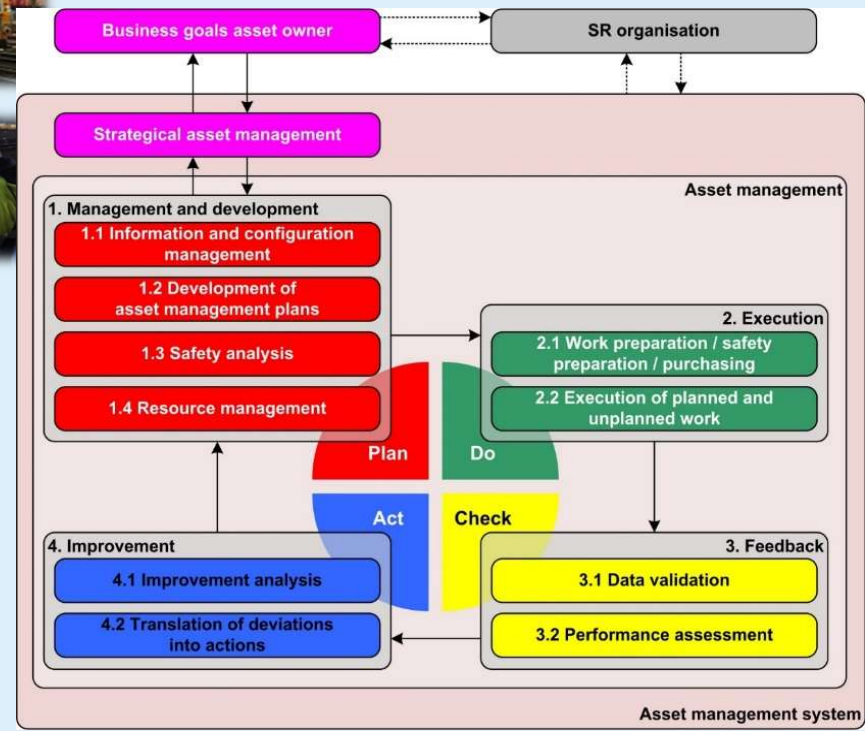 Business goals asset owner
SR organisation
Strategical asset management
Asset management
1. Management and development
1.1 Information and configuration
management
1.2 Development of
asset management plans
1.3 Safety analysis
1.4 Resource management
2. Execution
2.1 Work preparation / safety
preparation / purchasing
2.2 Execution of planned and
unplanned work
Plan
Do
Act
Check
4. Improvement
4.1 Improvement analysis
4.2 Translation of deviations
into actions
3. Feedback
3.1 Data validation
3.2 Performance assessment
Asset management system